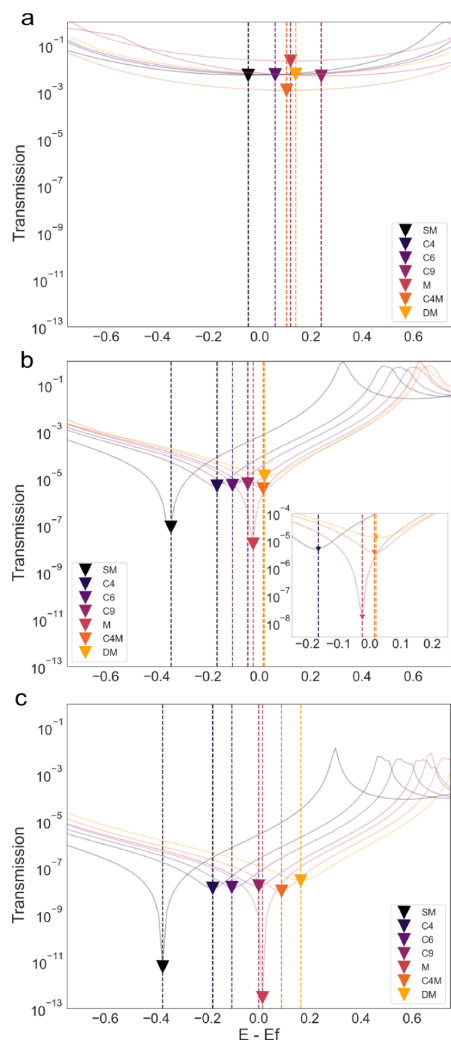 a
Transmission
10⁻¹
10⁻³
10⁻⁵
10⁻⁷
10⁻⁹
10⁻¹¹
10⁻¹³
SM
C4
C6
C9
M
C4M
DM
−0.6 −0.4 −0.2 0.0 0.2 0.4 0.6
b
Transmission
10⁻¹
10⁻³
10⁻⁵
10⁻⁷
10⁻⁹
10⁻¹¹
10⁻¹³
SM
C4
C6
C9
M
C4M
DM
10⁻⁴
10⁻⁵
10⁻⁶
10⁻⁷
10⁻⁸
−0.2 −0.1 0.0 0.1 0.2
−0.6 −0.4 −0.2 0.0 0.2 0.4 0.6
c
Transmission
10⁻¹
10⁻³
10⁻⁵
10⁻⁷
10⁻⁹
10⁻¹¹
10⁻¹³
SM
C4
C6
C9
M
C4M
DM
−0.6 −0.4 −0.2 0.0 0.2 0.4 0.6
E - Ef